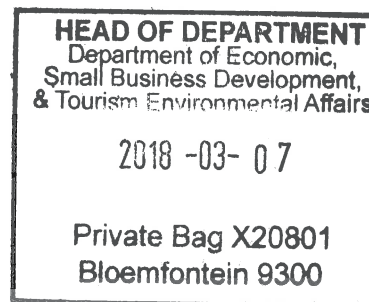 HEAD OF DEPARTMENT
Department of Economic,
Small Business Development,
& Tourism Environmental Affairs
2018 -03- 07
Private Bag X20801
Bloemfontein 9300